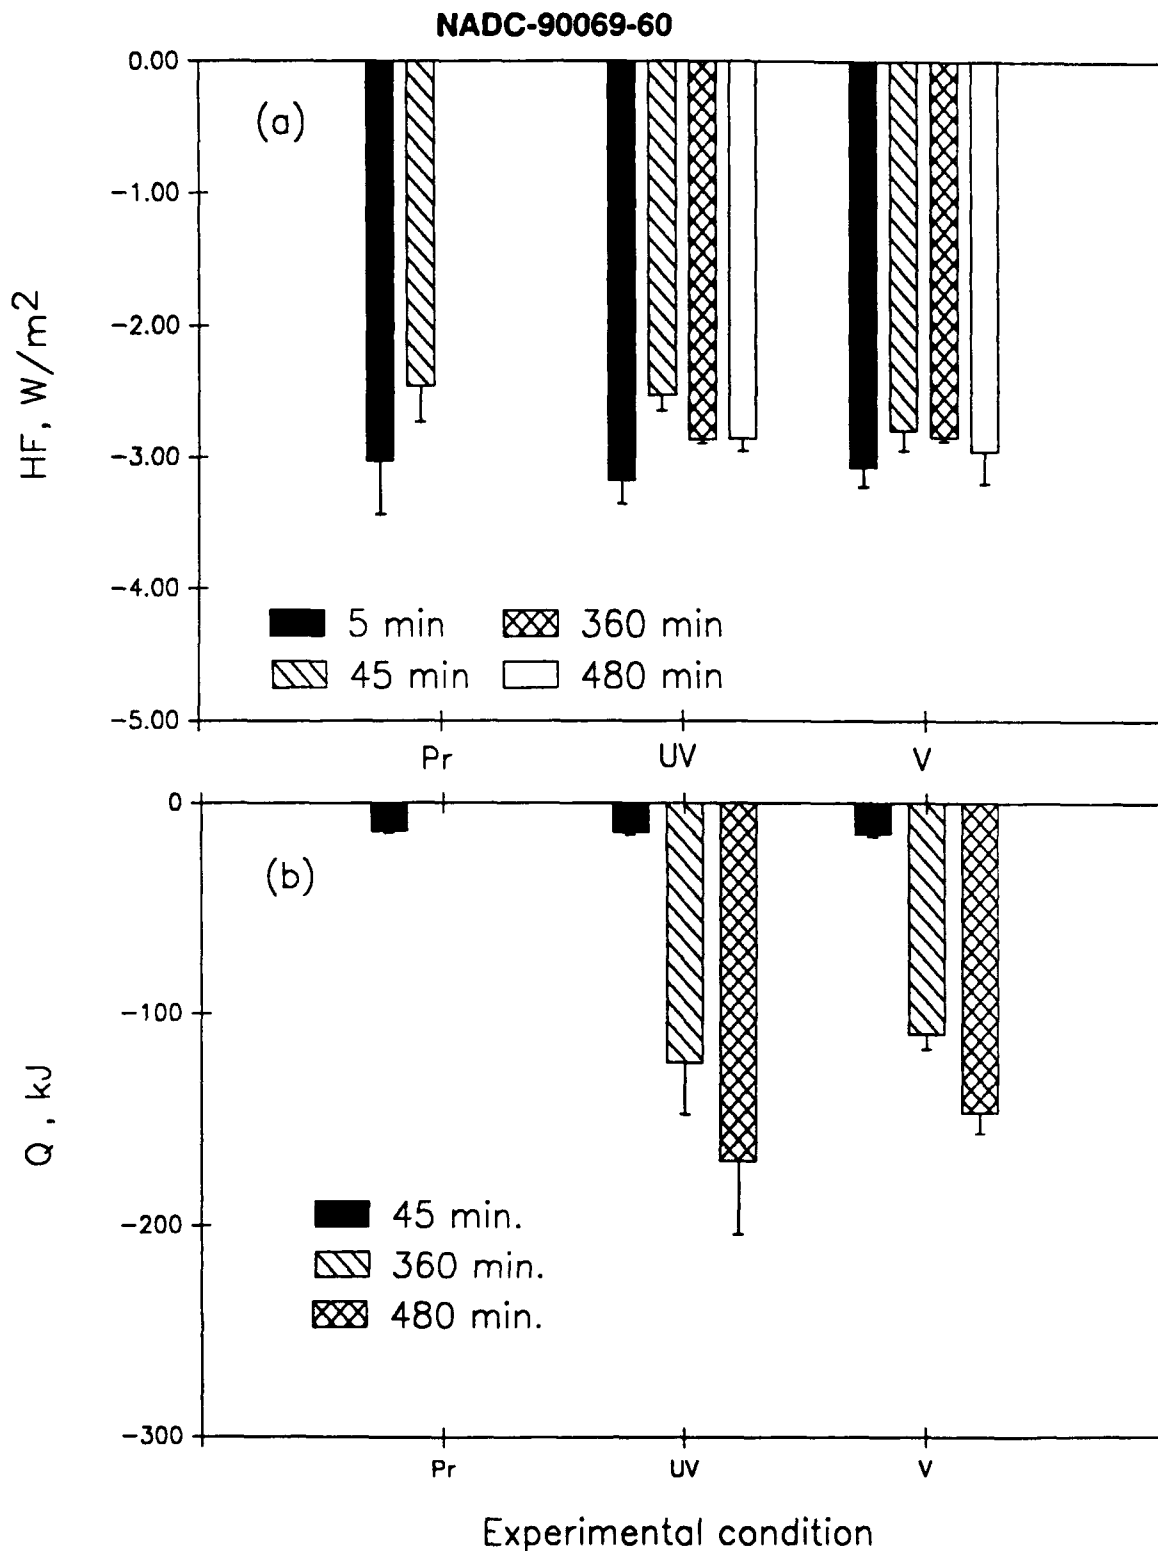 NADC-90069-60
0.00
(a)
-1.00
-2.00
HF, W/m2
-3.00
-4.00
5 min
360 min
45 min
480 min
-5.00
Pr
UV
V
0
(b)
-100
Q, kJ
-200
45 min.
360 min.
480 min.
-300
Pr
UV
V
Experimental condition